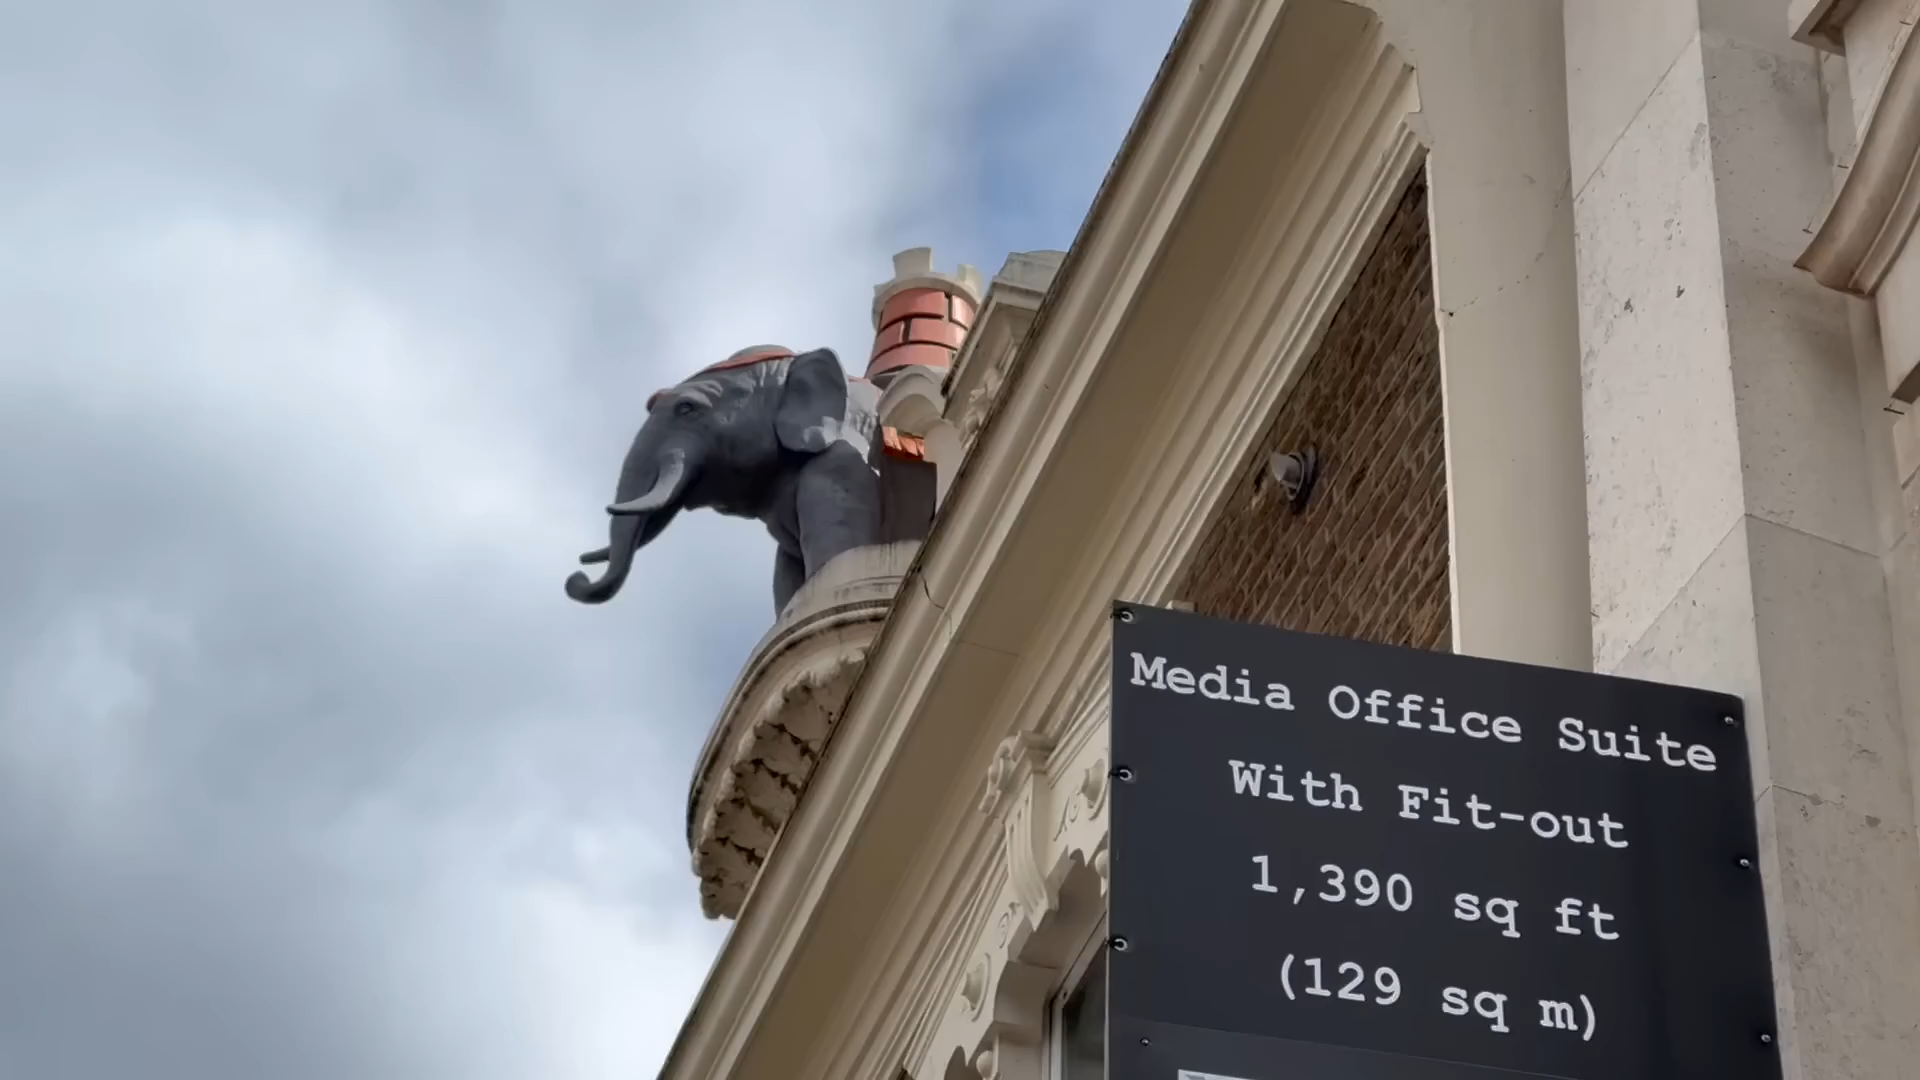 Media Office Suite
With Fit-out
1,390 sq ft
(129 sq m)